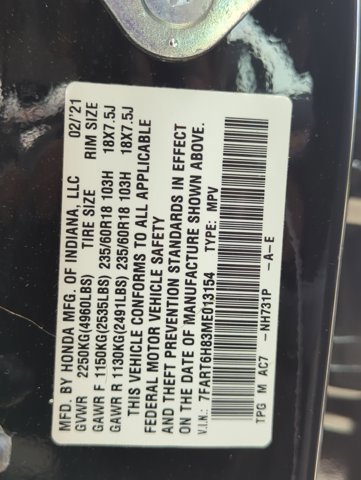 MFD. BY HONDA MFG. OF INDIANA, LLC 02/'21
GVWR 2250KG(4960LBS) TIRE SIZE RIM SIZE
GAWR F 1150KG(2535LBS) 235/60R18 103H 18X7.5J
GAWR R 1130KG(2491LBS) 235/60R18 103H 18X7.5J
THIS VEHICLE CONFORMS TO ALL APPLICABLE
FEDERAL MOTOR VEHICLE SAFETY
AND THEFT PREVENTION STANDARDS IN EFFECT
ON THE DATE OF MANUFACTURE SHOWN ABOVE.
V.I.N.: 7FART6H83ME013154 TYPE: MPV
TPG M AC7 -NH731P -A-E